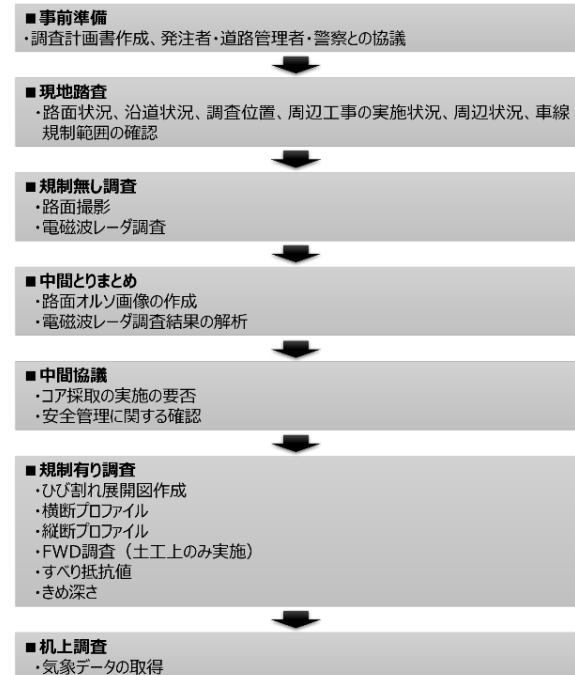 ■事前準備
・調査計画書作成、発注者・道路管理者・警察との協議
■現地踏査
・路面状況、沿道状況、調査位置、周辺工事の実施状況、周辺状況、車線
規制範囲の確認
■規制無し調査
・路面撮影
・電磁波レーダ調査
■中間とりまとめ
・路面オルソ画像の作成
・電磁波レーダ調査結果の解析
■中間協議
・コア採取の実施の要否
・安全管理に関する確認
■規制有り調査
・ひび割れ展開図作成
・横断プロファイル
・縦断プロファイル
・FWD調査（土工上のみ実施）
・すべり抵抗値
・きめ深さ
■机上調査
・気象データの取得